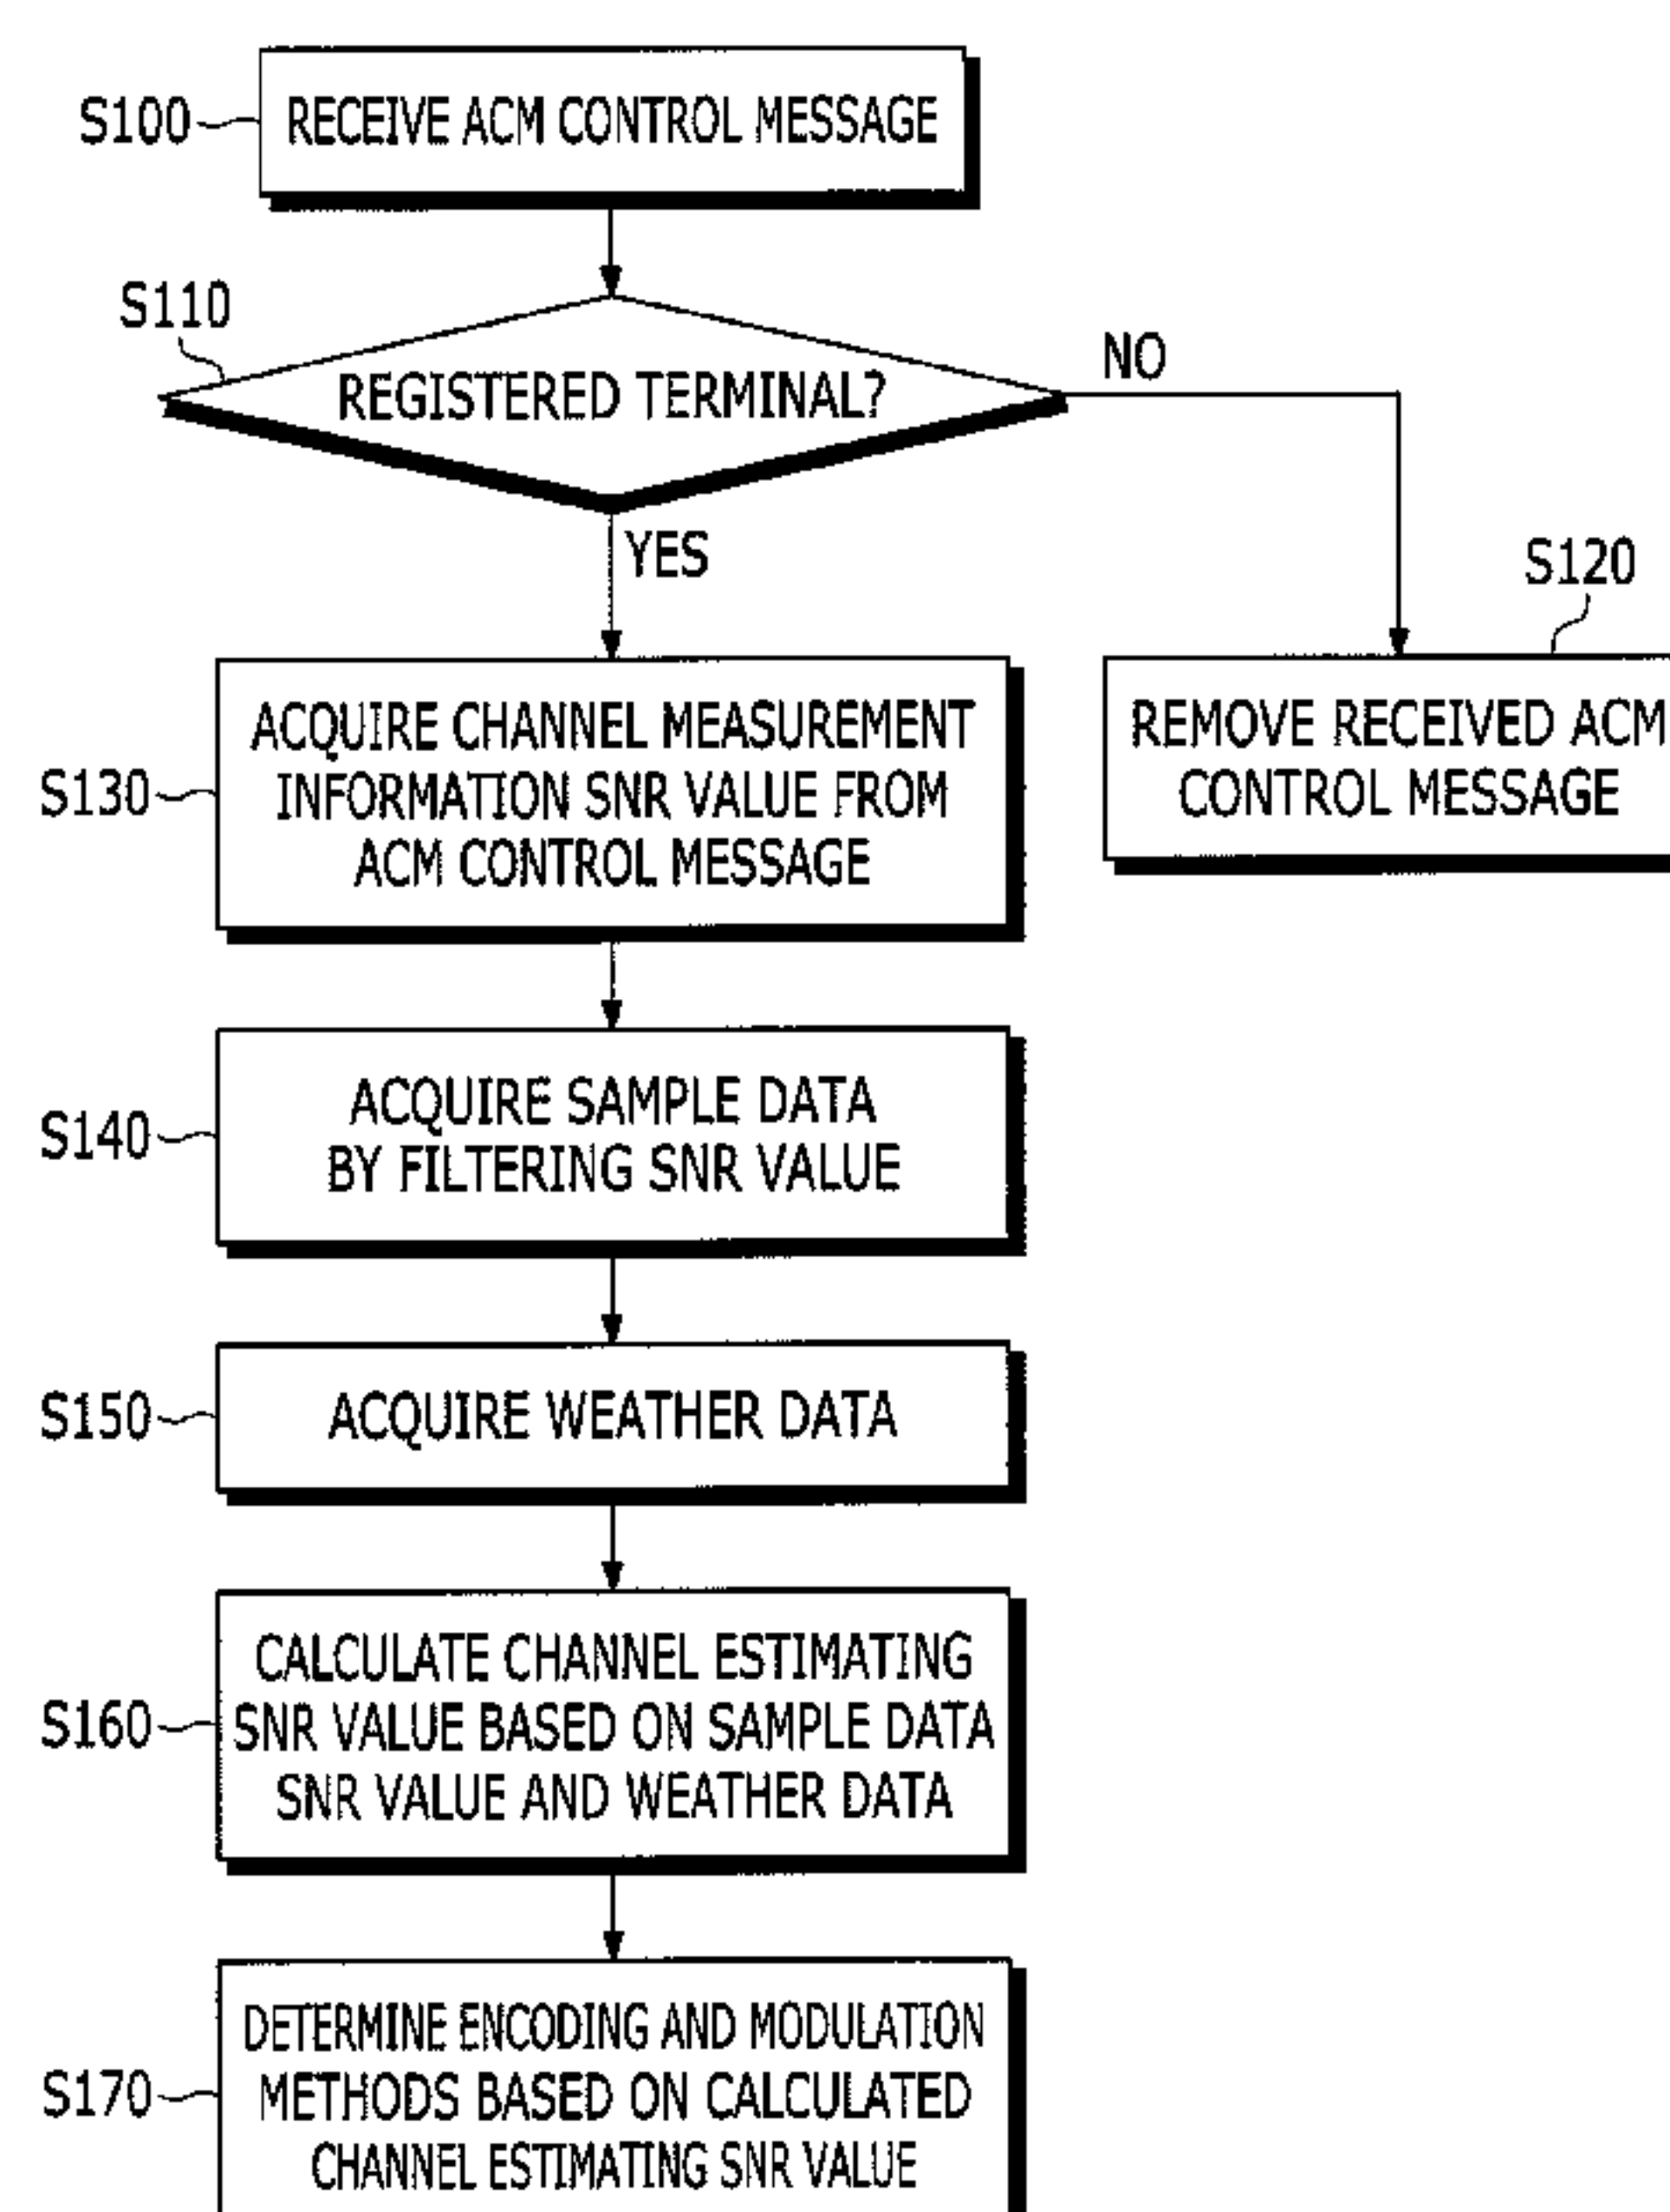 S100
RECEIVE ACM CONTROL MESSAGE
S110
REGISTERED TERMINAL?
NO
YES
S120
REMOVE RECEIVED ACM
CONTROL MESSAGE
S130
ACQUIRE CHANNEL MEASUREMENT
INFORMATION SNR VALUE FROM
ACM CONTROL MESSAGE
S140
ACQUIRE SAMPLE DATA
BY FILTERING SNR VALUE
S150
ACQUIRE WEATHER DATA
S160
CALCULATE CHANNEL ESTIMATING
SNR VALUE BASED ON SAMPLE DATA
SNR VALUE AND WEATHER DATA
S170
DETERMINE ENCODING AND MODULATION
METHODS BASED ON CALCULATED
CHANNEL ESTIMATING SNR VALUE